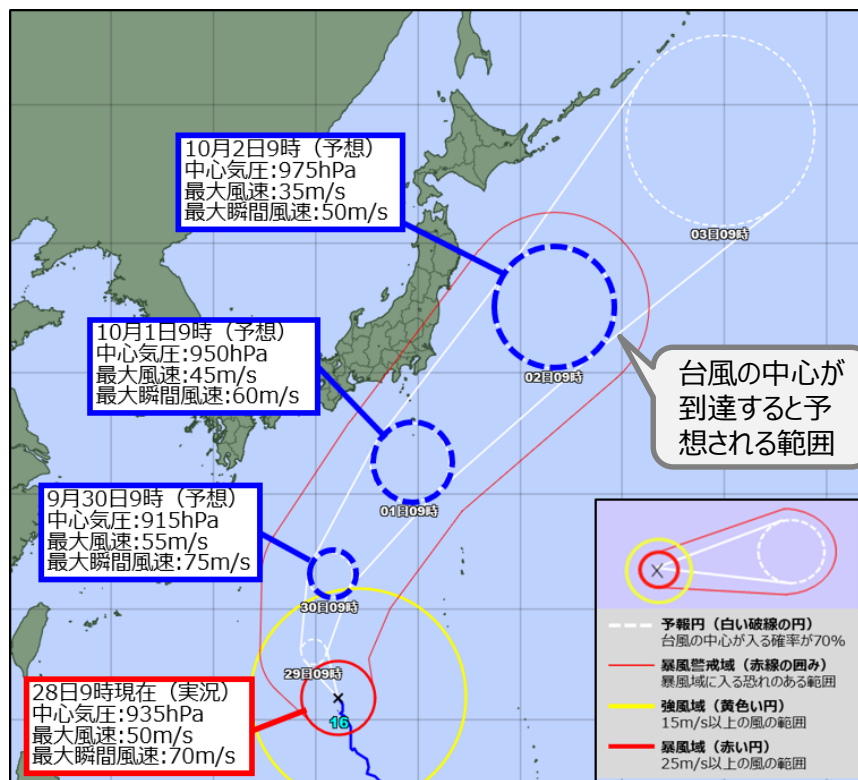 10月2日9時（予想）
中心気圧:975hPa
最大風速:35m/s
最大瞬間風速:50m/s
03日09時
10月1日9時（予想）
中心気圧:950hPa
最大風速:45m/s
最大瞬間風速:60m/s
02日09時
台風の中心が
到達すると予
想される範囲
9月30日9時（予想）
中心気圧:915hPa
最大風速:55m/s
最大瞬間風速:75m/s
01日09時
30日09時
29日09時
28日9時現在（実況）
中心気圧:935hPa
最大風速:50m/s
最大瞬間風速:70m/s
16
予報円（白い破線の円）
台風の中心が入る確率が70%
暴風警戒域（赤線の囲み）
暴風域に入る恐れのある範囲
強風域（黄色い円）
15m/s以上の風の範囲
暴風域（赤い円）
25m/s以上の風の範囲